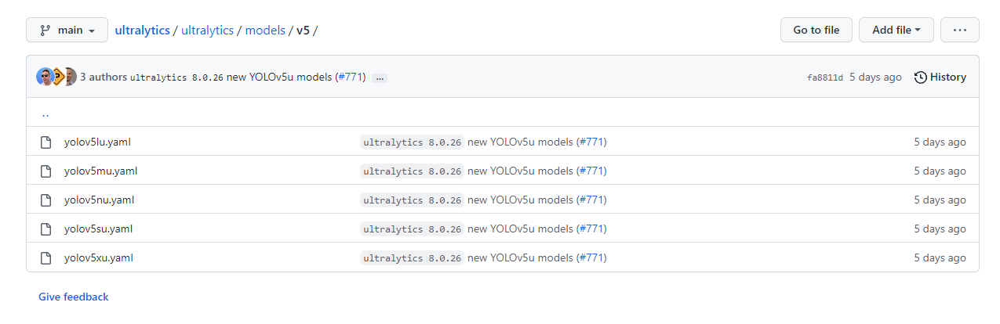 main ultralytics / ultralytics / models / v5 / Go to file Add file ...
3 authors ultralytics 8.0.26 new YOLOv5u models (#771) ... fa8811d 5 days ago History
..
yolov5lu.yaml ultralytics 8.0.26 new YOLOv5u models (#771) 5 days ago
yolov5mu.yaml ultralytics 8.0.26 new YOLOv5u models (#771) 5 days ago
yolov5nu.yaml ultralytics 8.0.26 new YOLOv5u models (#771) 5 days ago
yolov5su.yaml ultralytics 8.0.26 new YOLOv5u models (#771) 5 days ago
yolov5xu.yaml ultralytics 8.0.26 new YOLOv5u models (#771) 5 days ago
Give feedback